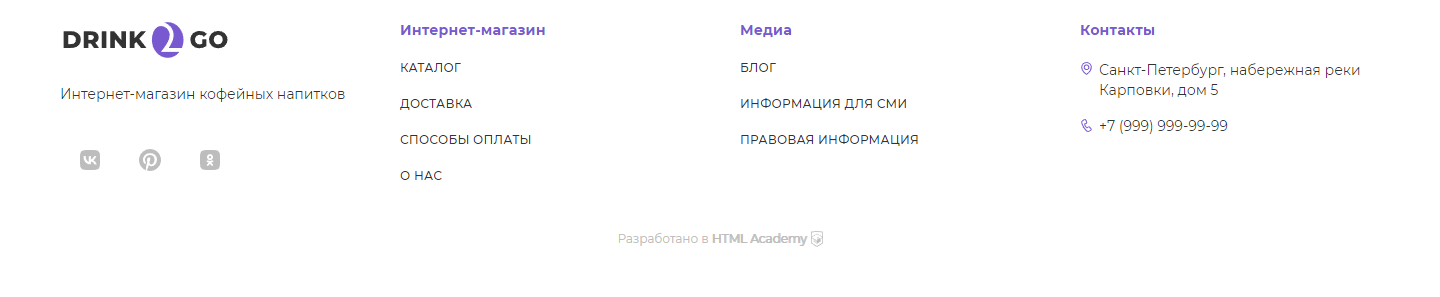 DRINK 2 GO
Интернет-магазин кофейных напитков
Интернет-магазин
КАТАЛОГ
ДОСТАВКА
СПОСОБЫ ОПЛАТЫ
О НАС
Медиа
БЛОГ
ИНФОРМАЦИЯ ДЛЯ СМИ
ПРАВОВАЯ ИНФОРМАЦИЯ
Контакты
Санкт-Петербург, набережная реки
Карповки, дом 5
+7 (999) 999-99-99
Разработано в HTML Academy